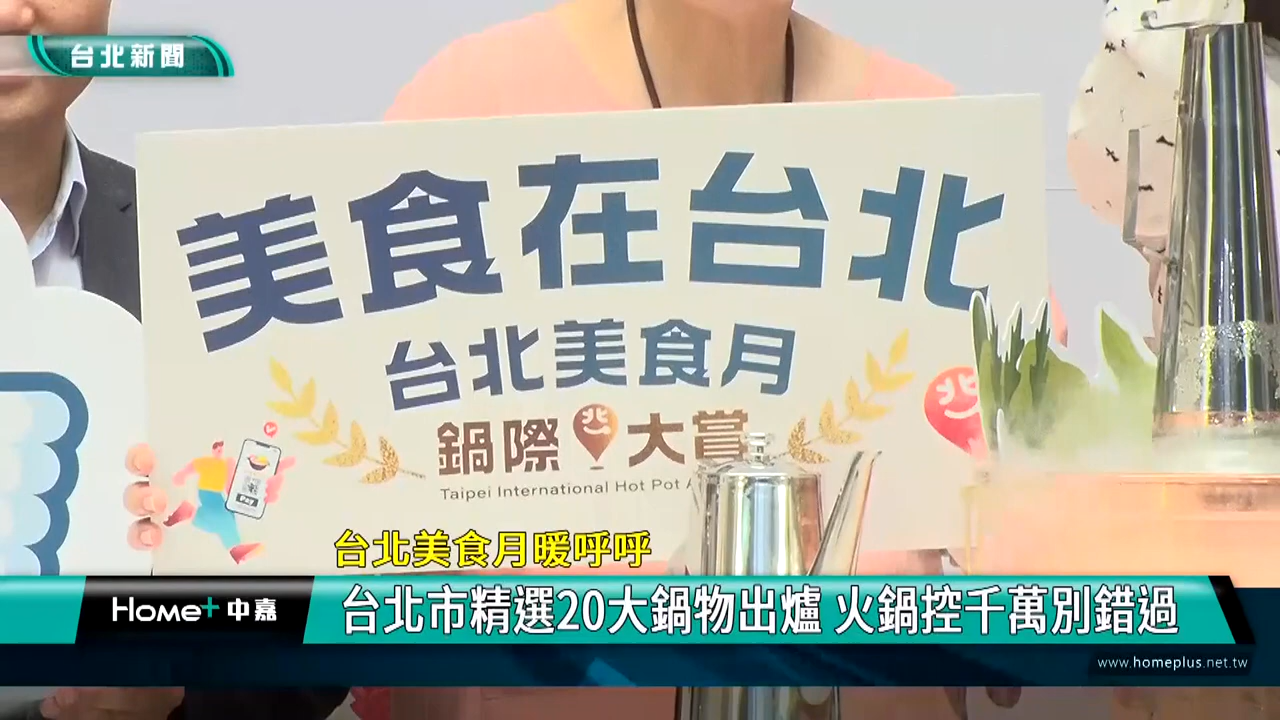 台北新聞
美食在台北
台北美食月
鍋際 北 大賞
Taipei International Hot Pot
北
Pay
台北美食月暖呼呼
台北市精選20大鍋物出爐 火鍋控千萬別錯過
Home+中嘉
www.homeplus.net.tw